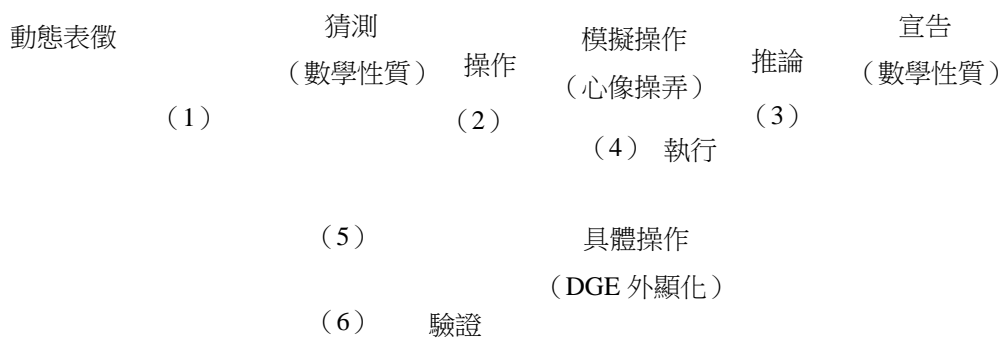 動態表徵
猜測
（數學性質）
操作
模擬操作
（心像操弄）
推論
宣告
（數學性質）
（1）
（2）
（3）
（4） 執行
（5）
具體操作
（DGE 外顯化）
（6） 驗證